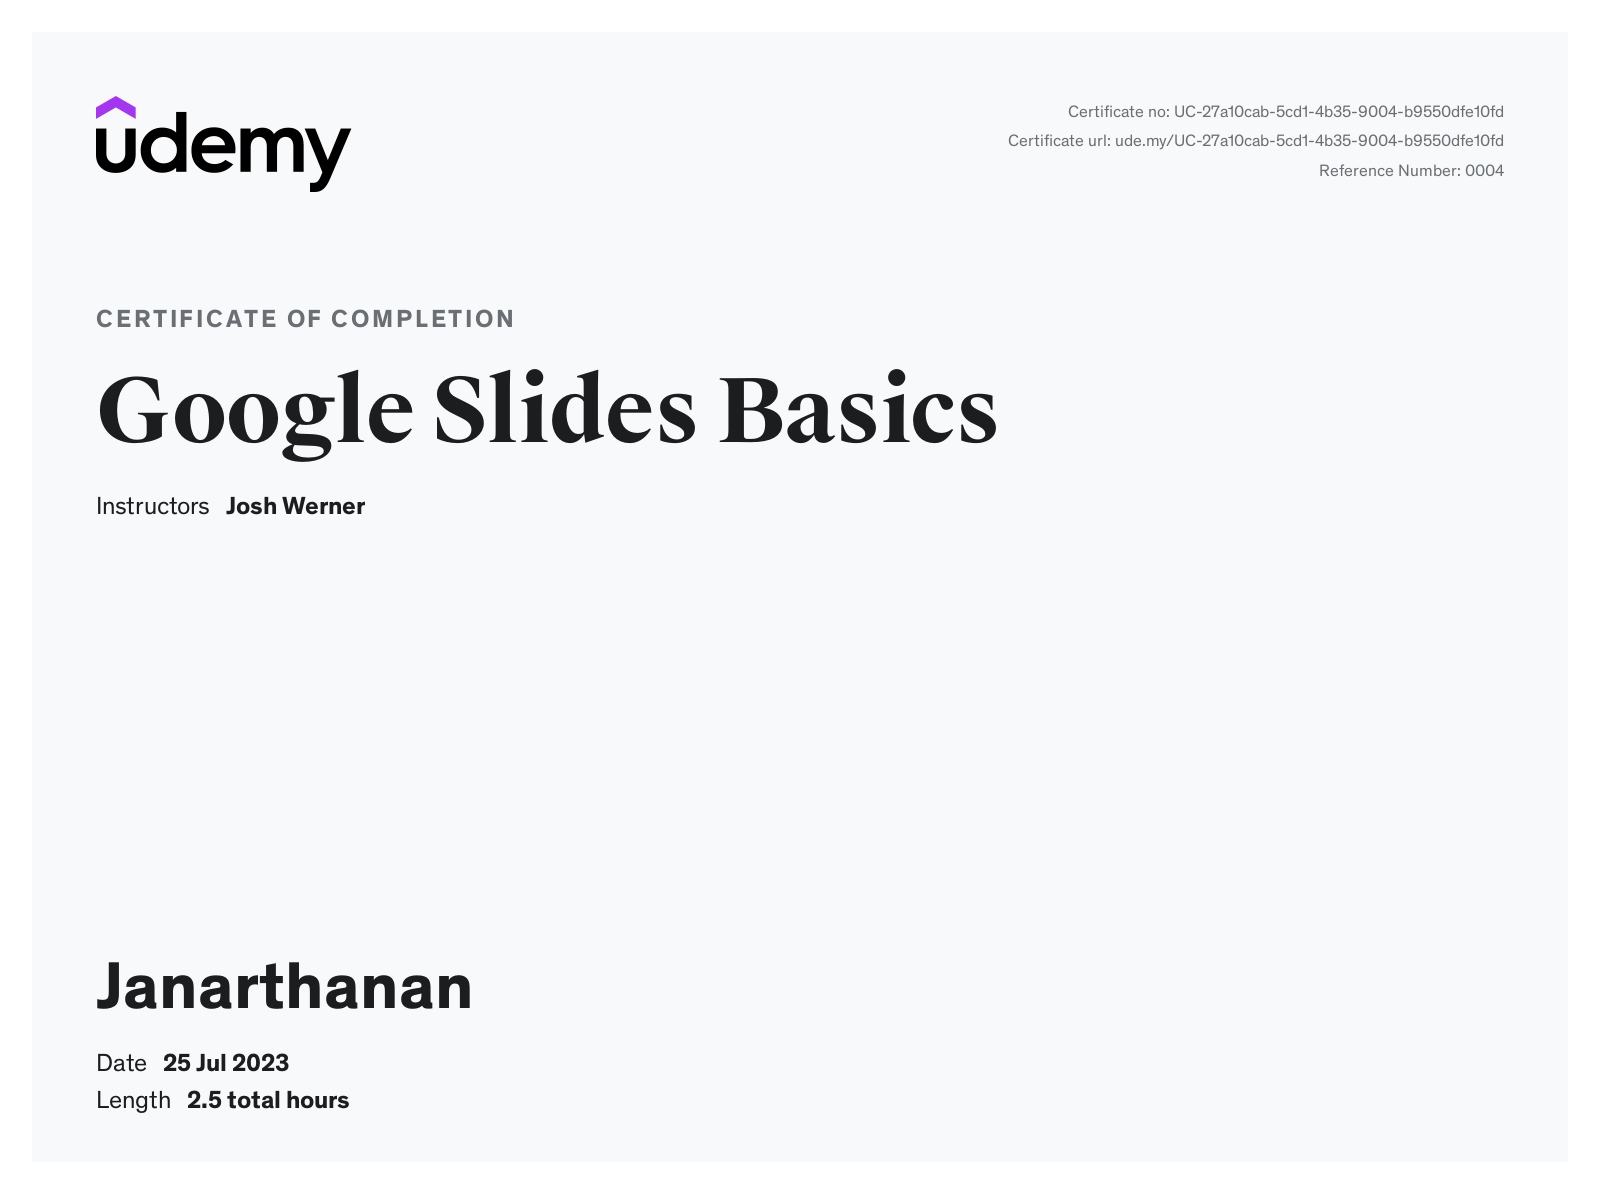 udemy
Certificate no: UC-27a10cab-5cd1-4b35-9004-b9550dfe10fd
Certificate url: ude.my/UC-27a10cab-5cd1-4b35-9004-b9550dfe10fd
Reference Number: 0004
CERTIFICATE OF COMPLETION
Google Slides Basics
Instructors Josh Werner
Janarthanan
Date 25 Jul 2023
Length 2.5 total hours